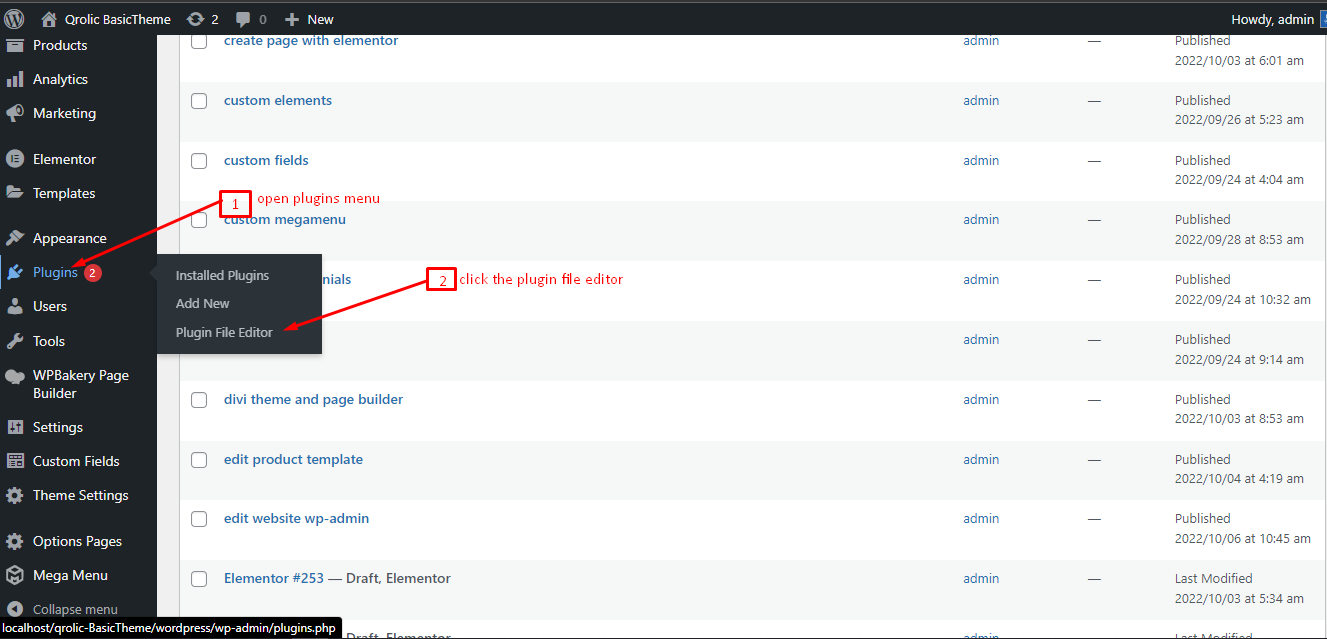 Qrolic BasicTheme 2 0 New Howdy, admin
Products
Analytics
Marketing
Elementor
Templates
Appearance
Plugins 2
Users
Tools
WPBakery Page
Builder
Settings
Custom Fields
Theme Settings
Options Pages
Mega Menu
Collapse menu
Installed Plugins
Add New
Plugin File Editor
1 open plugins menu
2 click the plugin file editor
create page with elementor admin — Published
2022/10/03 at 6:01 am
custom elements admin — Published
2022/09/26 at 5:23 am
custom fields admin — Published
2022/09/24 at 4:04 am
custom megamenu admin — Published
2022/09/28 at 8:53 am
nials admin — Published
2022/09/24 at 10:32 am
admin — Published
2022/09/24 at 9:14 am
divi theme and page builder admin — Published
2022/10/03 at 8:53 am
edit product template admin — Published
2022/10/04 at 4:19 am
edit website wp-admin admin — Published
2022/10/06 at 10:45 am
Elementor #253 — Draft, Elementor admin — Last Modified
2022/10/03 at 5:34 am
— Draft, Elementor admin — Last Modified
localhost/qrolic-BasicTheme/wordpress/wp-admin/plugins.php